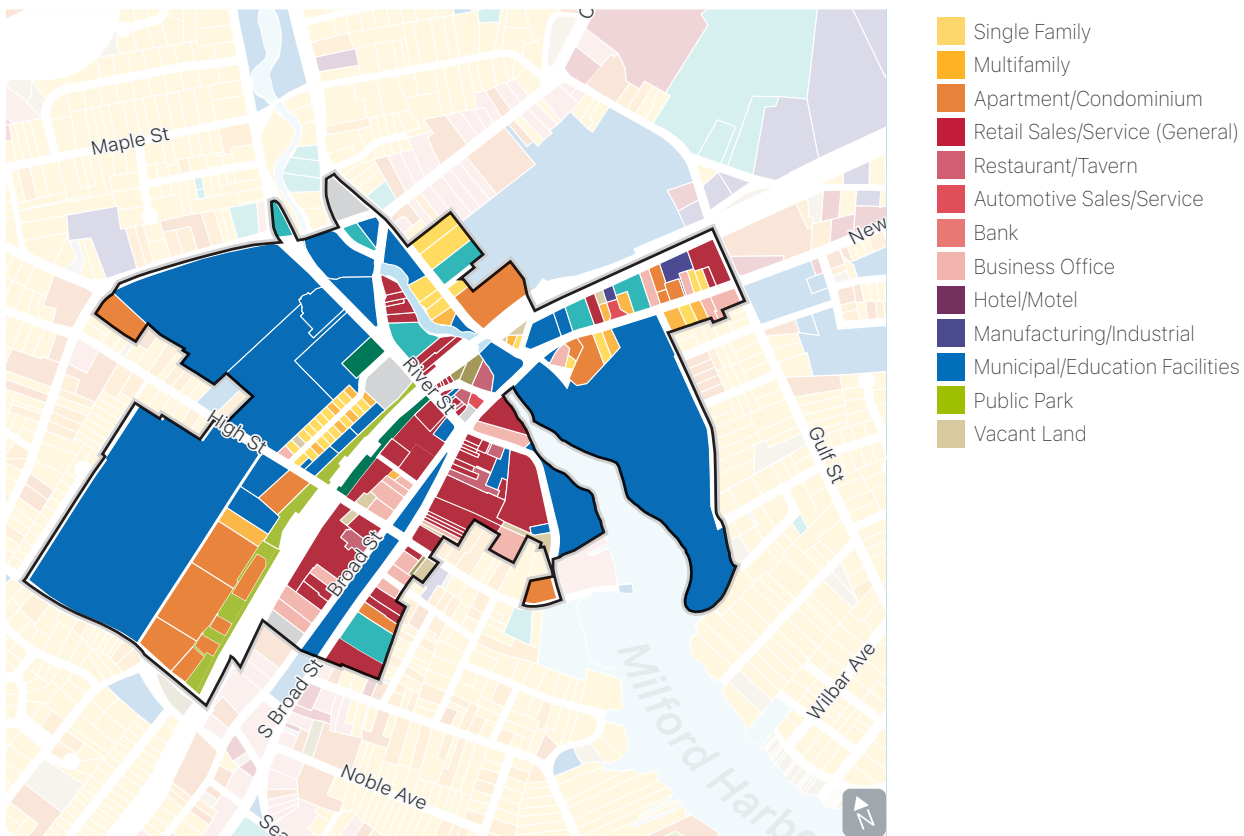 Maple St
New
High St
River St
Gulf St
Broad St
S Broad St
Wilbar Ave
Noble Ave
Milford Harbo
Sea
N
Single Family
Multifamily
Apartment/Condominium
Retail Sales/Service (General)
Restaurant/Tavern
Automotive Sales/Service
Bank
Business Office
Hotel/Motel
Manufacturing/Industrial
Municipal/Education Facilities
Public Park
Vacant Land